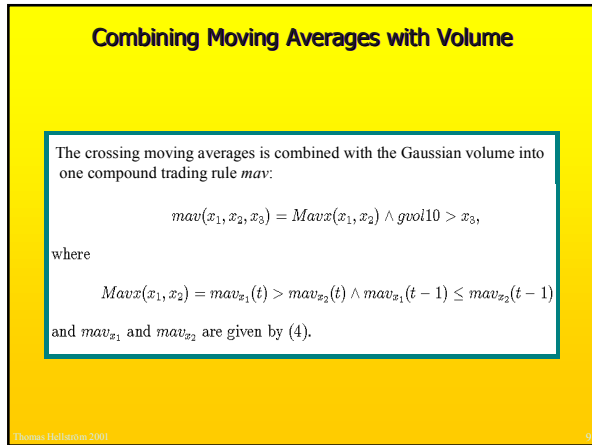 Combining Moving Averages with Volume
The crossing moving averages is combined with the Gaussian volume into
one compound trading rule mav:
mav(x₁, x₂, x₃) = Mavx(x₁, x₂) ∧ gvol10 > x₃,
where
Mavx(x₁, x₂) = mavₓ₁(t) > mavₓ₂(t) ∧ mavₓ₁(t − 1) ≤ mavₓ₂(t − 1)
and mavₓ₁ and mavₓ₂ are given by (4).
Thomas Hellström 2001
9